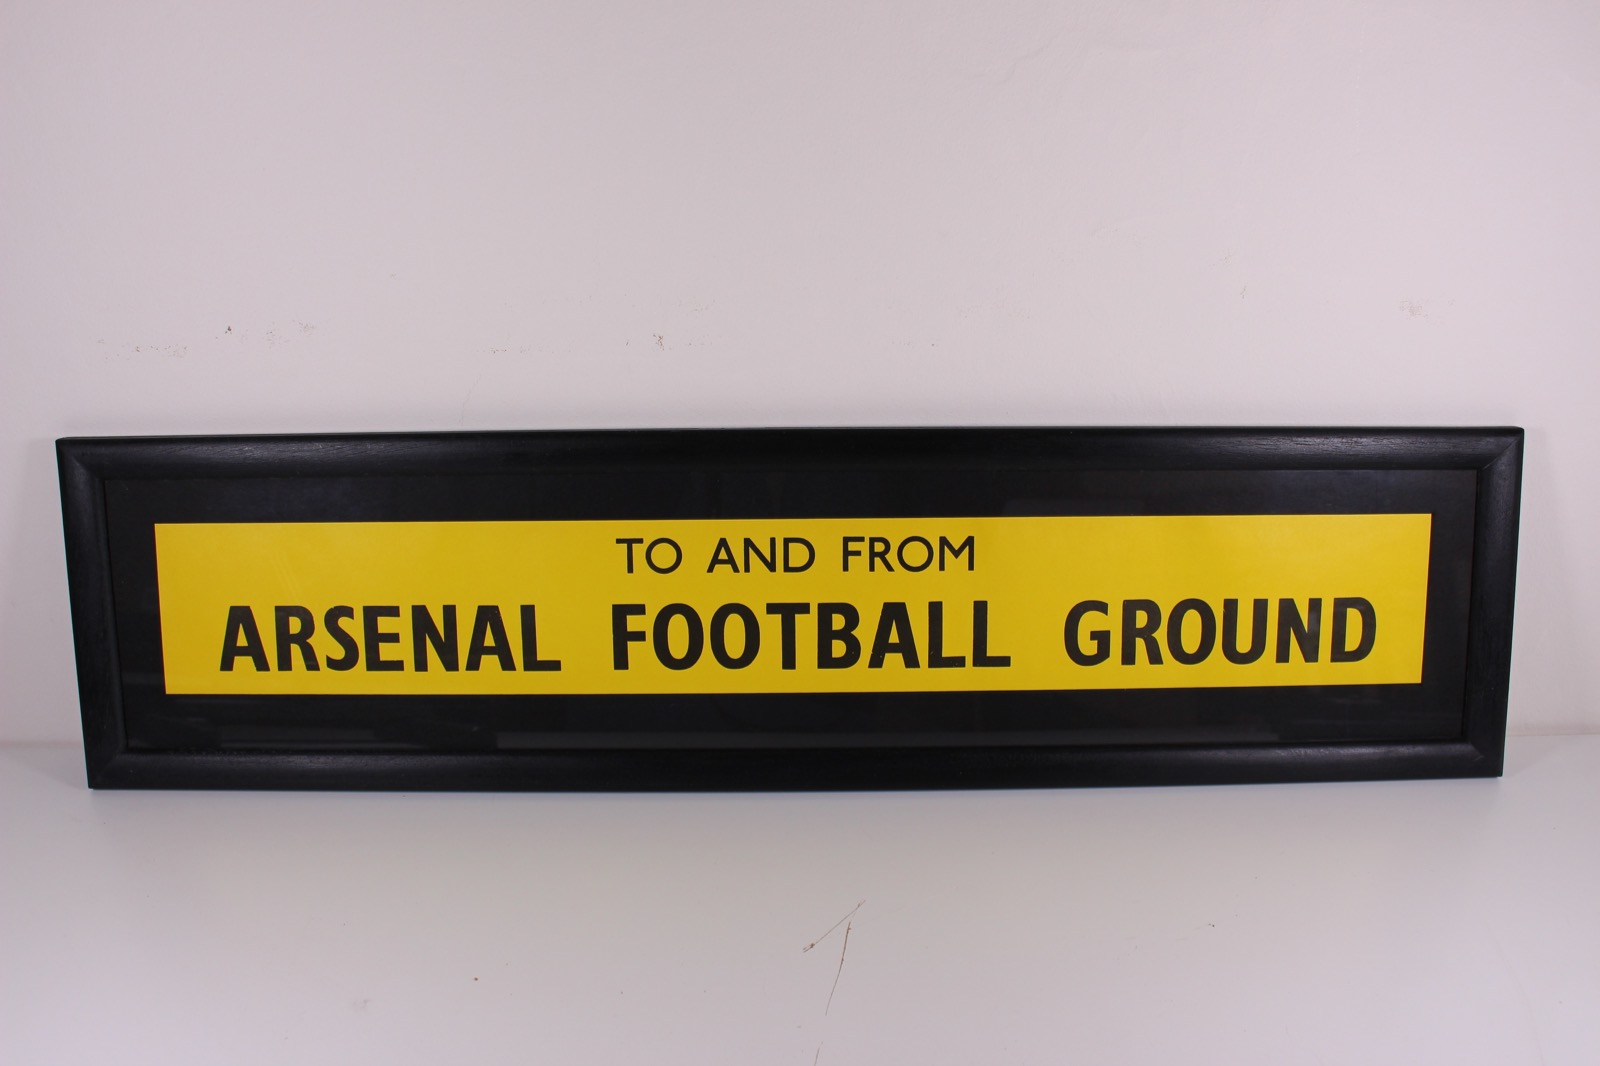 TO AND FROM
ARSENAL FOOTBALL GROUND